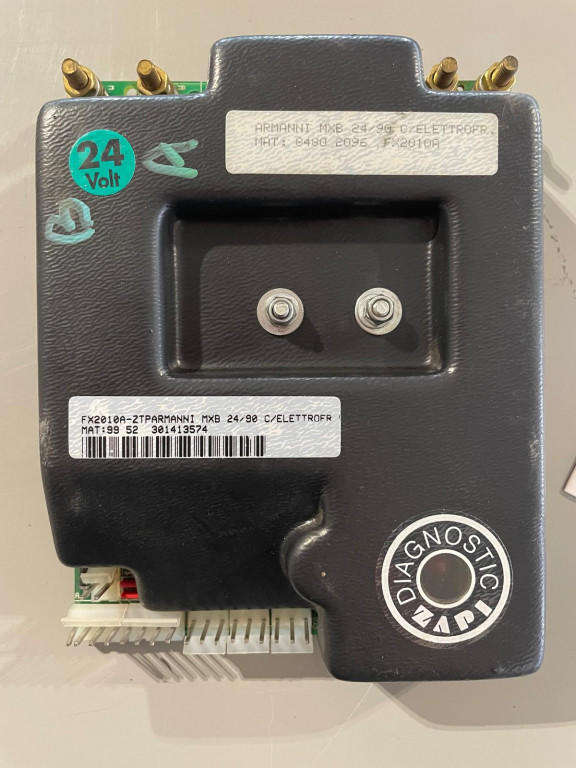 ARMANNI MXB 24/90 C/ELETTROFR.
MAT: 8480 2096 FX2010A
24
Volt
A
B
FX2010A-ZTPARMANNI MXB 24/90 C/ELETTROFR
MAT:99 52 301413574
DIAGNOSTIC
ZAPI